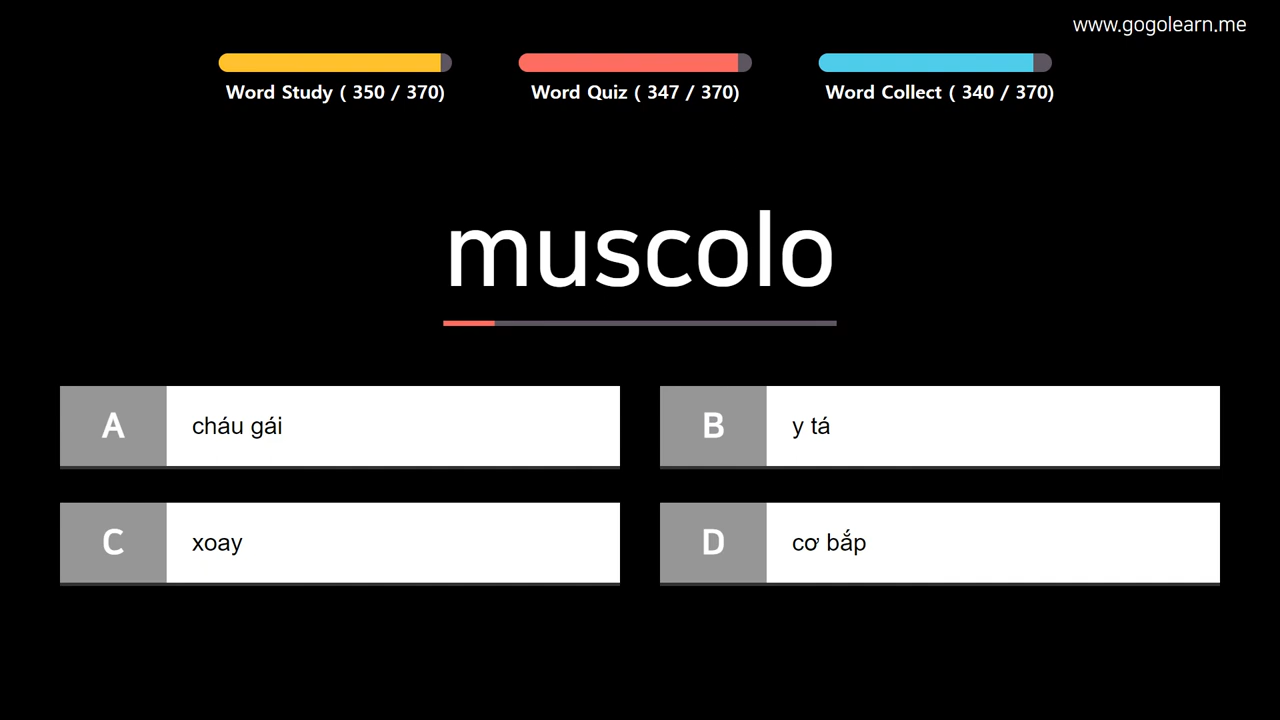 www.gogolearn.me
Word Study ( 350 / 370)
Word Quiz ( 347 / 370)
Word Collect ( 340 / 370)
muscolo
A cháu gái
B y tá
C xoay
D cơ bắp